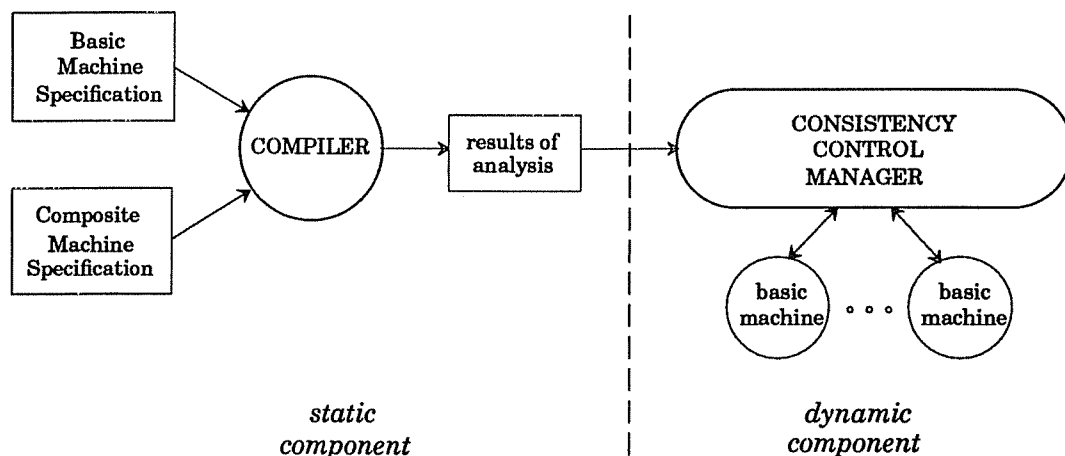 Basic
Machine
Specification
COMPILER
results of
analysis
Composite
Machine
Specification
CONSISTENCY
CONTROL
MANAGER
basic
machine
basic
machine
static
component
dynamic
component